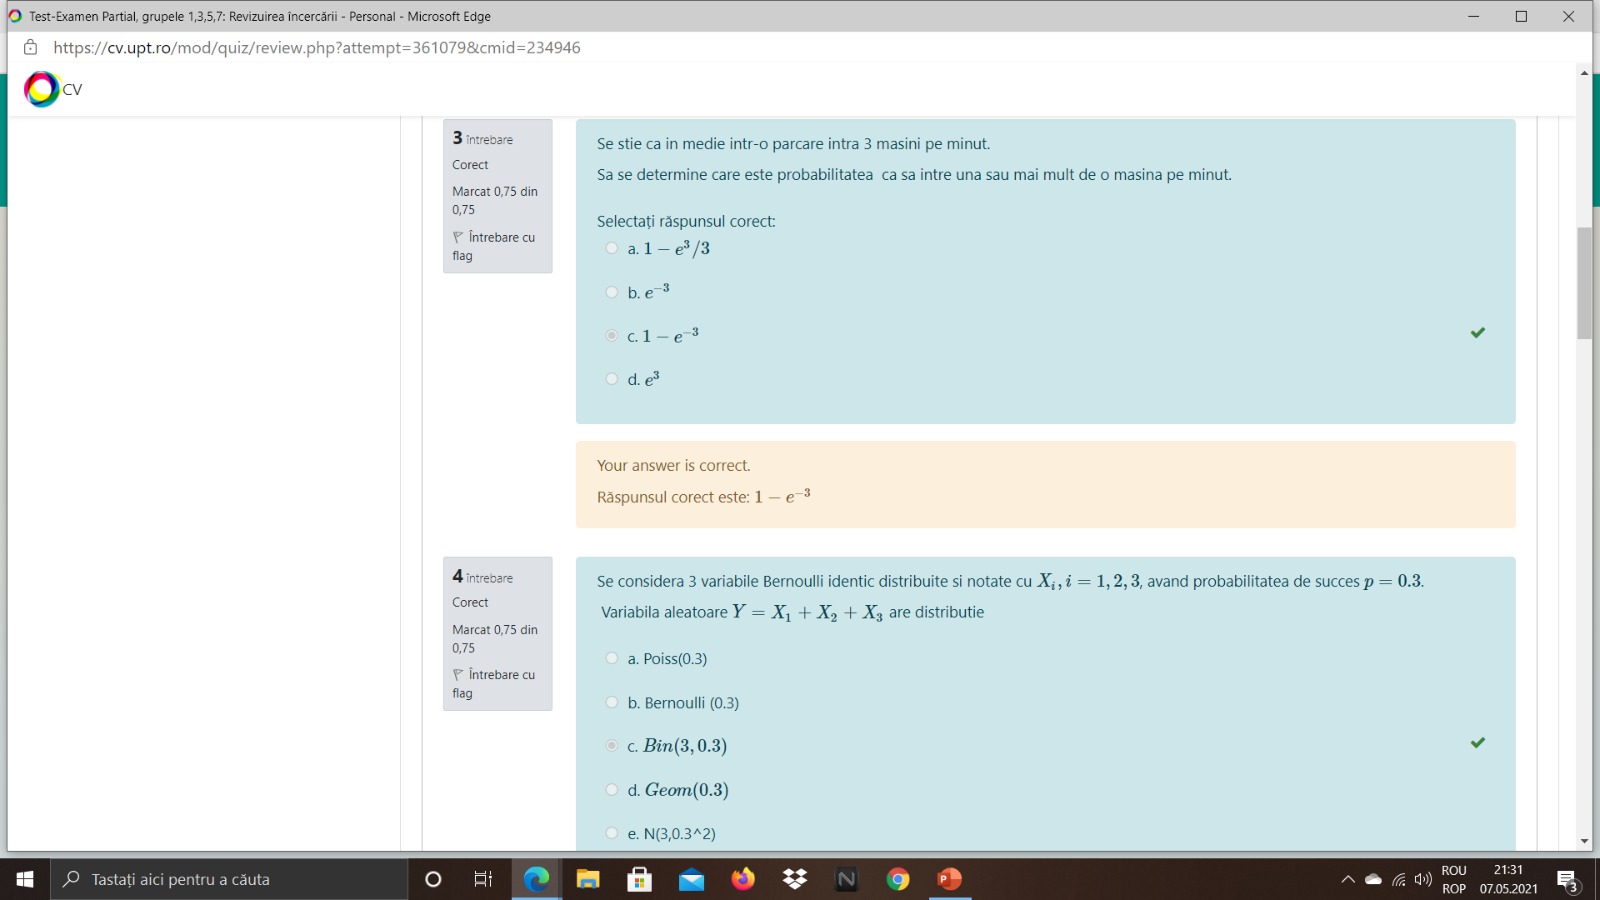 Test-Examen Partial, grupele 1,3,5,7: Revizuirea încercării - Personal - Microsoft Edge
https://cv.upt.ro/mod/quiz/review.php?attempt=361079&cmid=234946
CV
3 întrebare
Corect
Marcat 0,75 din
0,75
Întrebare cu
flag
Se stie ca in medie intr-o parcare intra 3 masini pe minut.
Sa se determine care este probabilitatea ca sa intre una sau mai mult de o masina pe minut.
Selectați răspunsul corect:
a. 1 − e³/3
b. e⁻³
c. 1 − e⁻³
d. e³
Your answer is correct.
Răspunsul corect este: 1 − e⁻³
4 întrebare
Corect
Marcat 0,75 din
0,75
Întrebare cu
flag
Se considera 3 variabile Bernoulli identic distribuite si notate cu Xᵢ, i = 1, 2, 3, avand probabilitatea de succes p = 0.3.
Variabila aleatoare Y = X₁ + X₂ + X₃ are distributie
a. Poiss(0.3)
b. Bernoulli (0.3)
c. Bin(3, 0.3)
d. Geom(0.3)
e. N(3,0.3^2)
Tastați aici pentru a căuta
ROU
ROP
21:31
07.05.2021
3